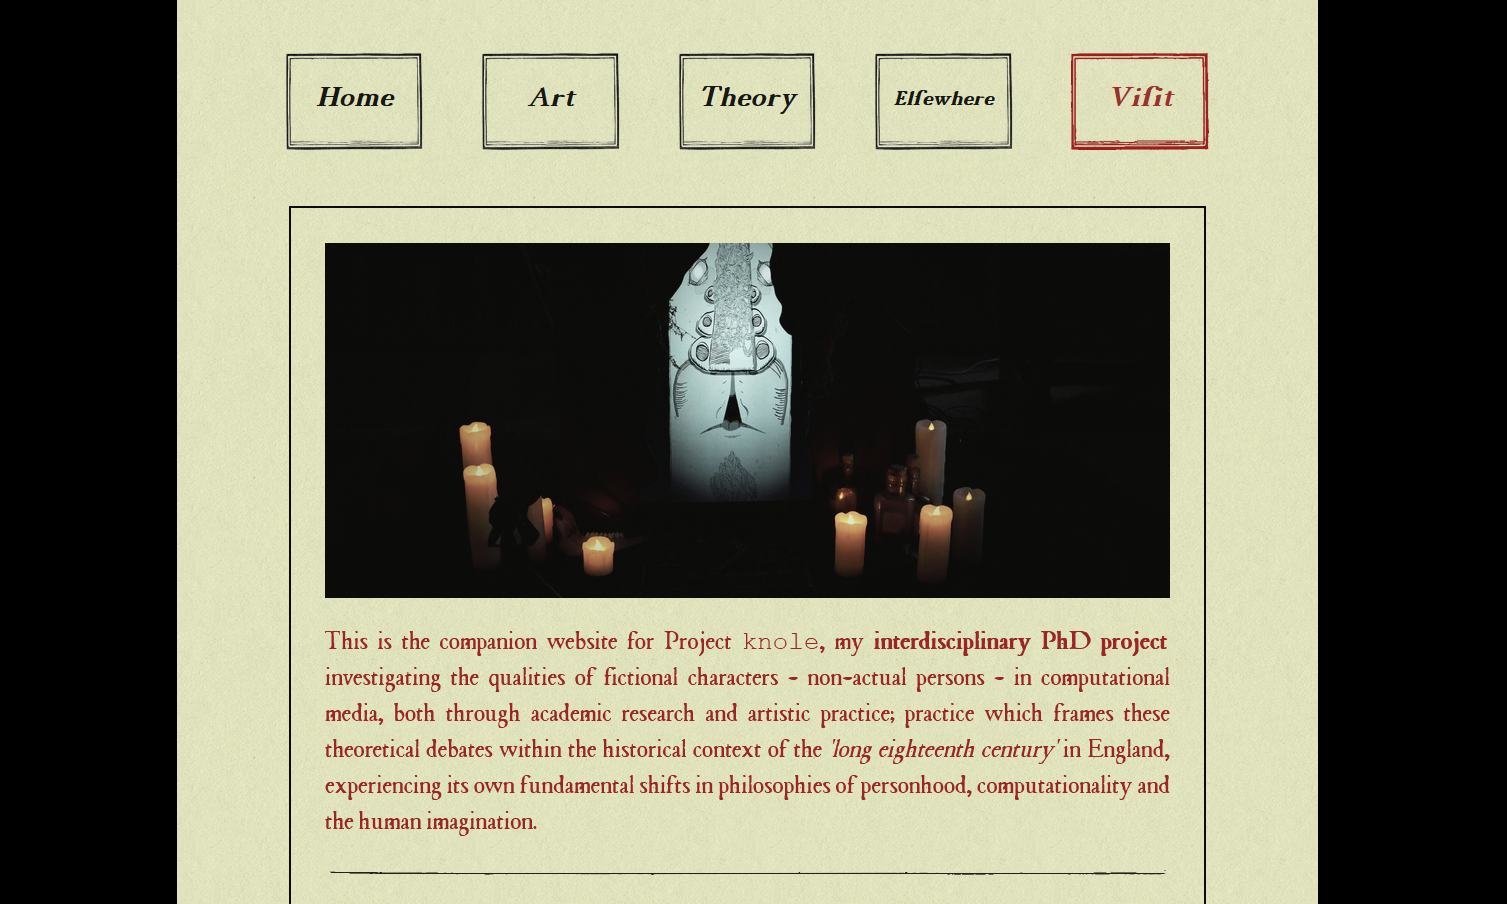 Home
Art
Theory
Elſewhere
Viſit
This is the companion website for Project knole, my interdisciplinary PhD project
investigating the qualities of fictional characters - non-actual persons - in computational
media, both through academic research and artistic practice; practice which frames these
theoretical debates within the historical context of the 'long eighteenth century' in England,
experiencing its own fundamental shifts in philosophies of personhood, computationality and
the human imagination.